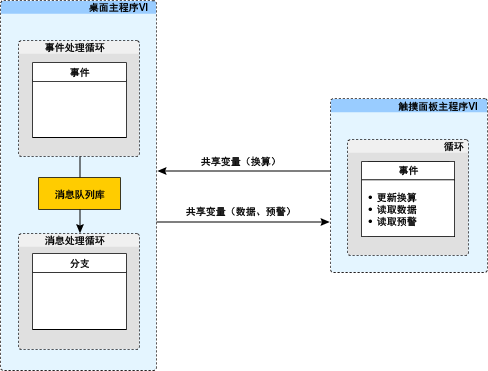 桌面主程序VI
事件处理循环
事件
消息队列库
消息处理循环
分支
共享变量（换算）
共享变量（数据、预警）
触摸面板主程序VI
循环
事件
• 更新换算
• 读取数据
• 读取预警